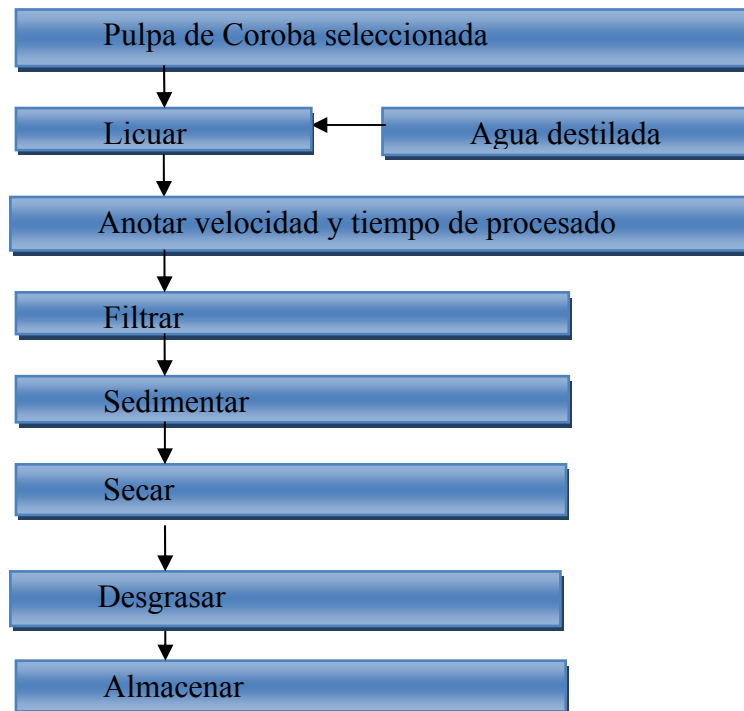 Pulpa de Coroba seleccionada
Licuar
Agua destilada
Anotar velocidad y tiempo de procesado
Filtrar
Sedimentar
Secar
Desgrasar
Almacenar